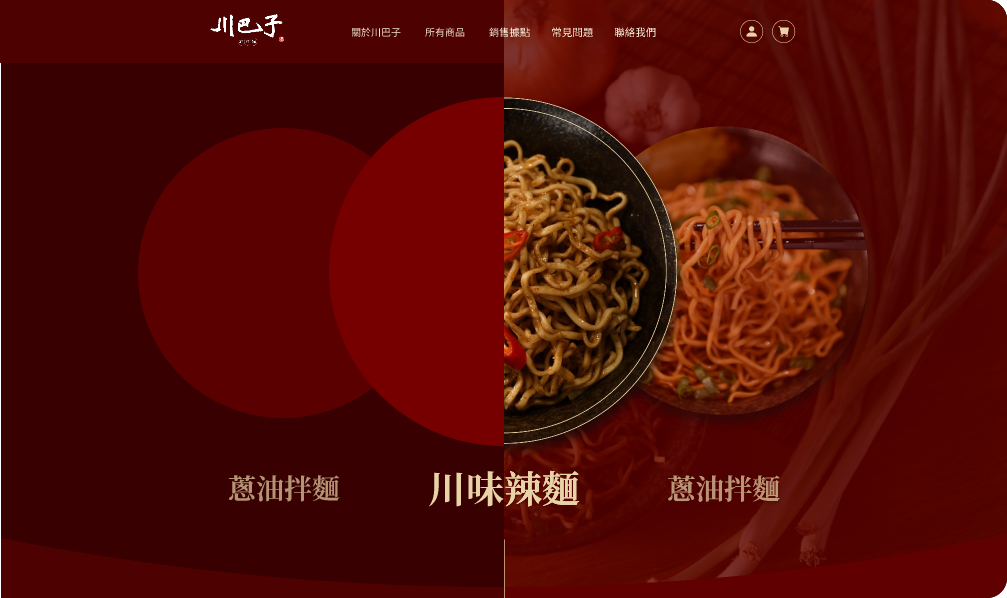 川巴子
關於川巴子
所有商品
銷售據點
常見問題
聯絡我們
蔥油拌麵
川味辣麵
蔥油拌麵